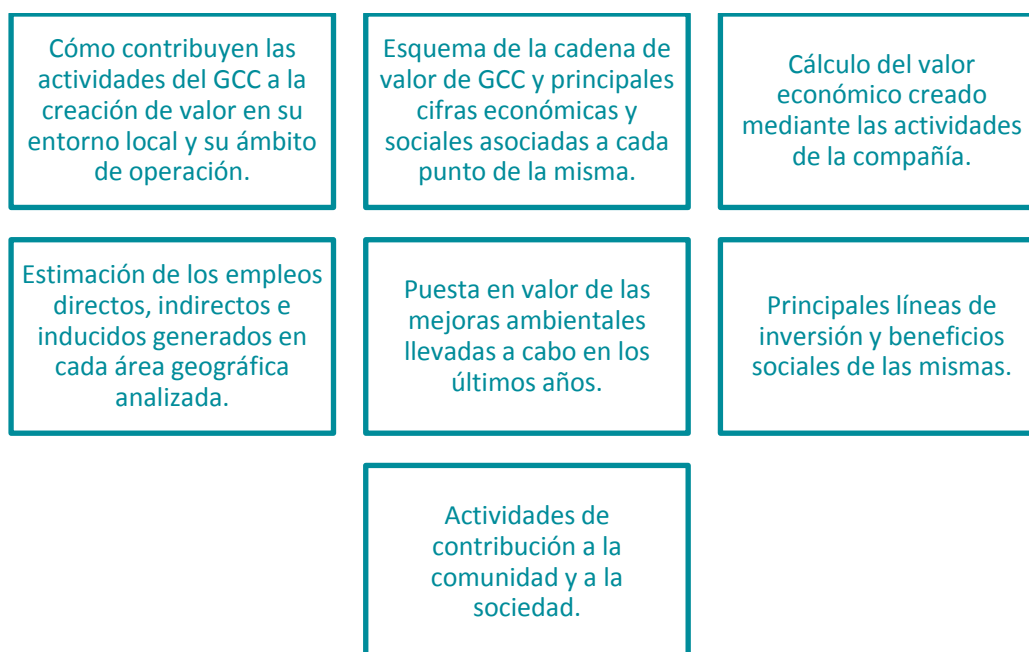 Cómo contribuyen las
actividades del GCC a la
creación de valor en su
entorno local y su ámbito
de operación.
Esquema de la cadena de
valor de GCC y principales
cifras económicas y
sociales asociadas a cada
punto de la misma.
Cálculo del valor
económico creado
mediante las actividades
de la compañía.
Estimación de los empleos
directos, indirectos e
inducidos generados en
cada área geográfica
analizada.
Puesta en valor de las
mejoras ambientales
llevadas a cabo en los
últimos años.
Principales líneas de
inversión y beneficios
sociales de las mismas.
Actividades de
contribución a la
comunidad y a la
sociedad.